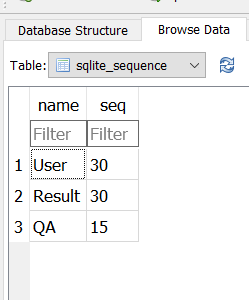 Database Structure Browse Data
Table: sqlite_sequence
name seq
Filter Filter
1 User 30
2 Result 30
3 QA 15